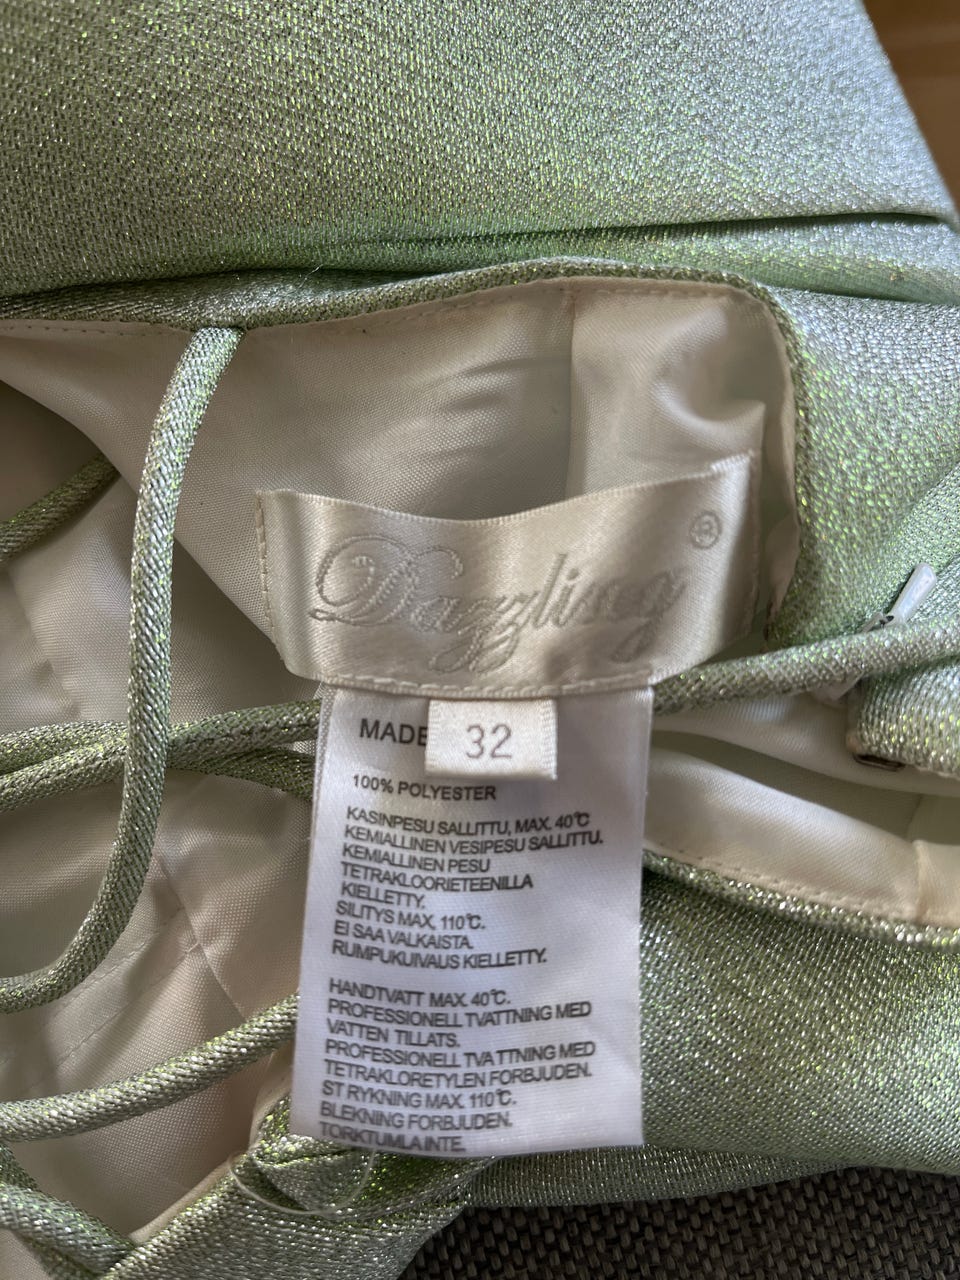 Dazzling ®
32
MADE
100% POLYESTER
KASINPESU SALLITTU, MAX. 40℃
KEMIALLINEN VESIPESU SALLITTU.
KEMIALLINEN PESU
TETRAKLOORIETEENILLA
KIELLETTY.
SILITYS MAX. 110℃.
EI SAA VALKAISTA.
RUMPUKUIVAUS KIELLETTY.
HANDTVATT MAX. 40℃.
PROFESSIONELL TVATTNING MED
VATTEN TILLATS.
PROFESSIONELL TVA TTNING MED
TETRAKLORETYLEN FORBJUDEN.
ST RYKNING MAX. 110℃.
BLEKNING FORBJUDEN.
TORKTUMLA INTE.